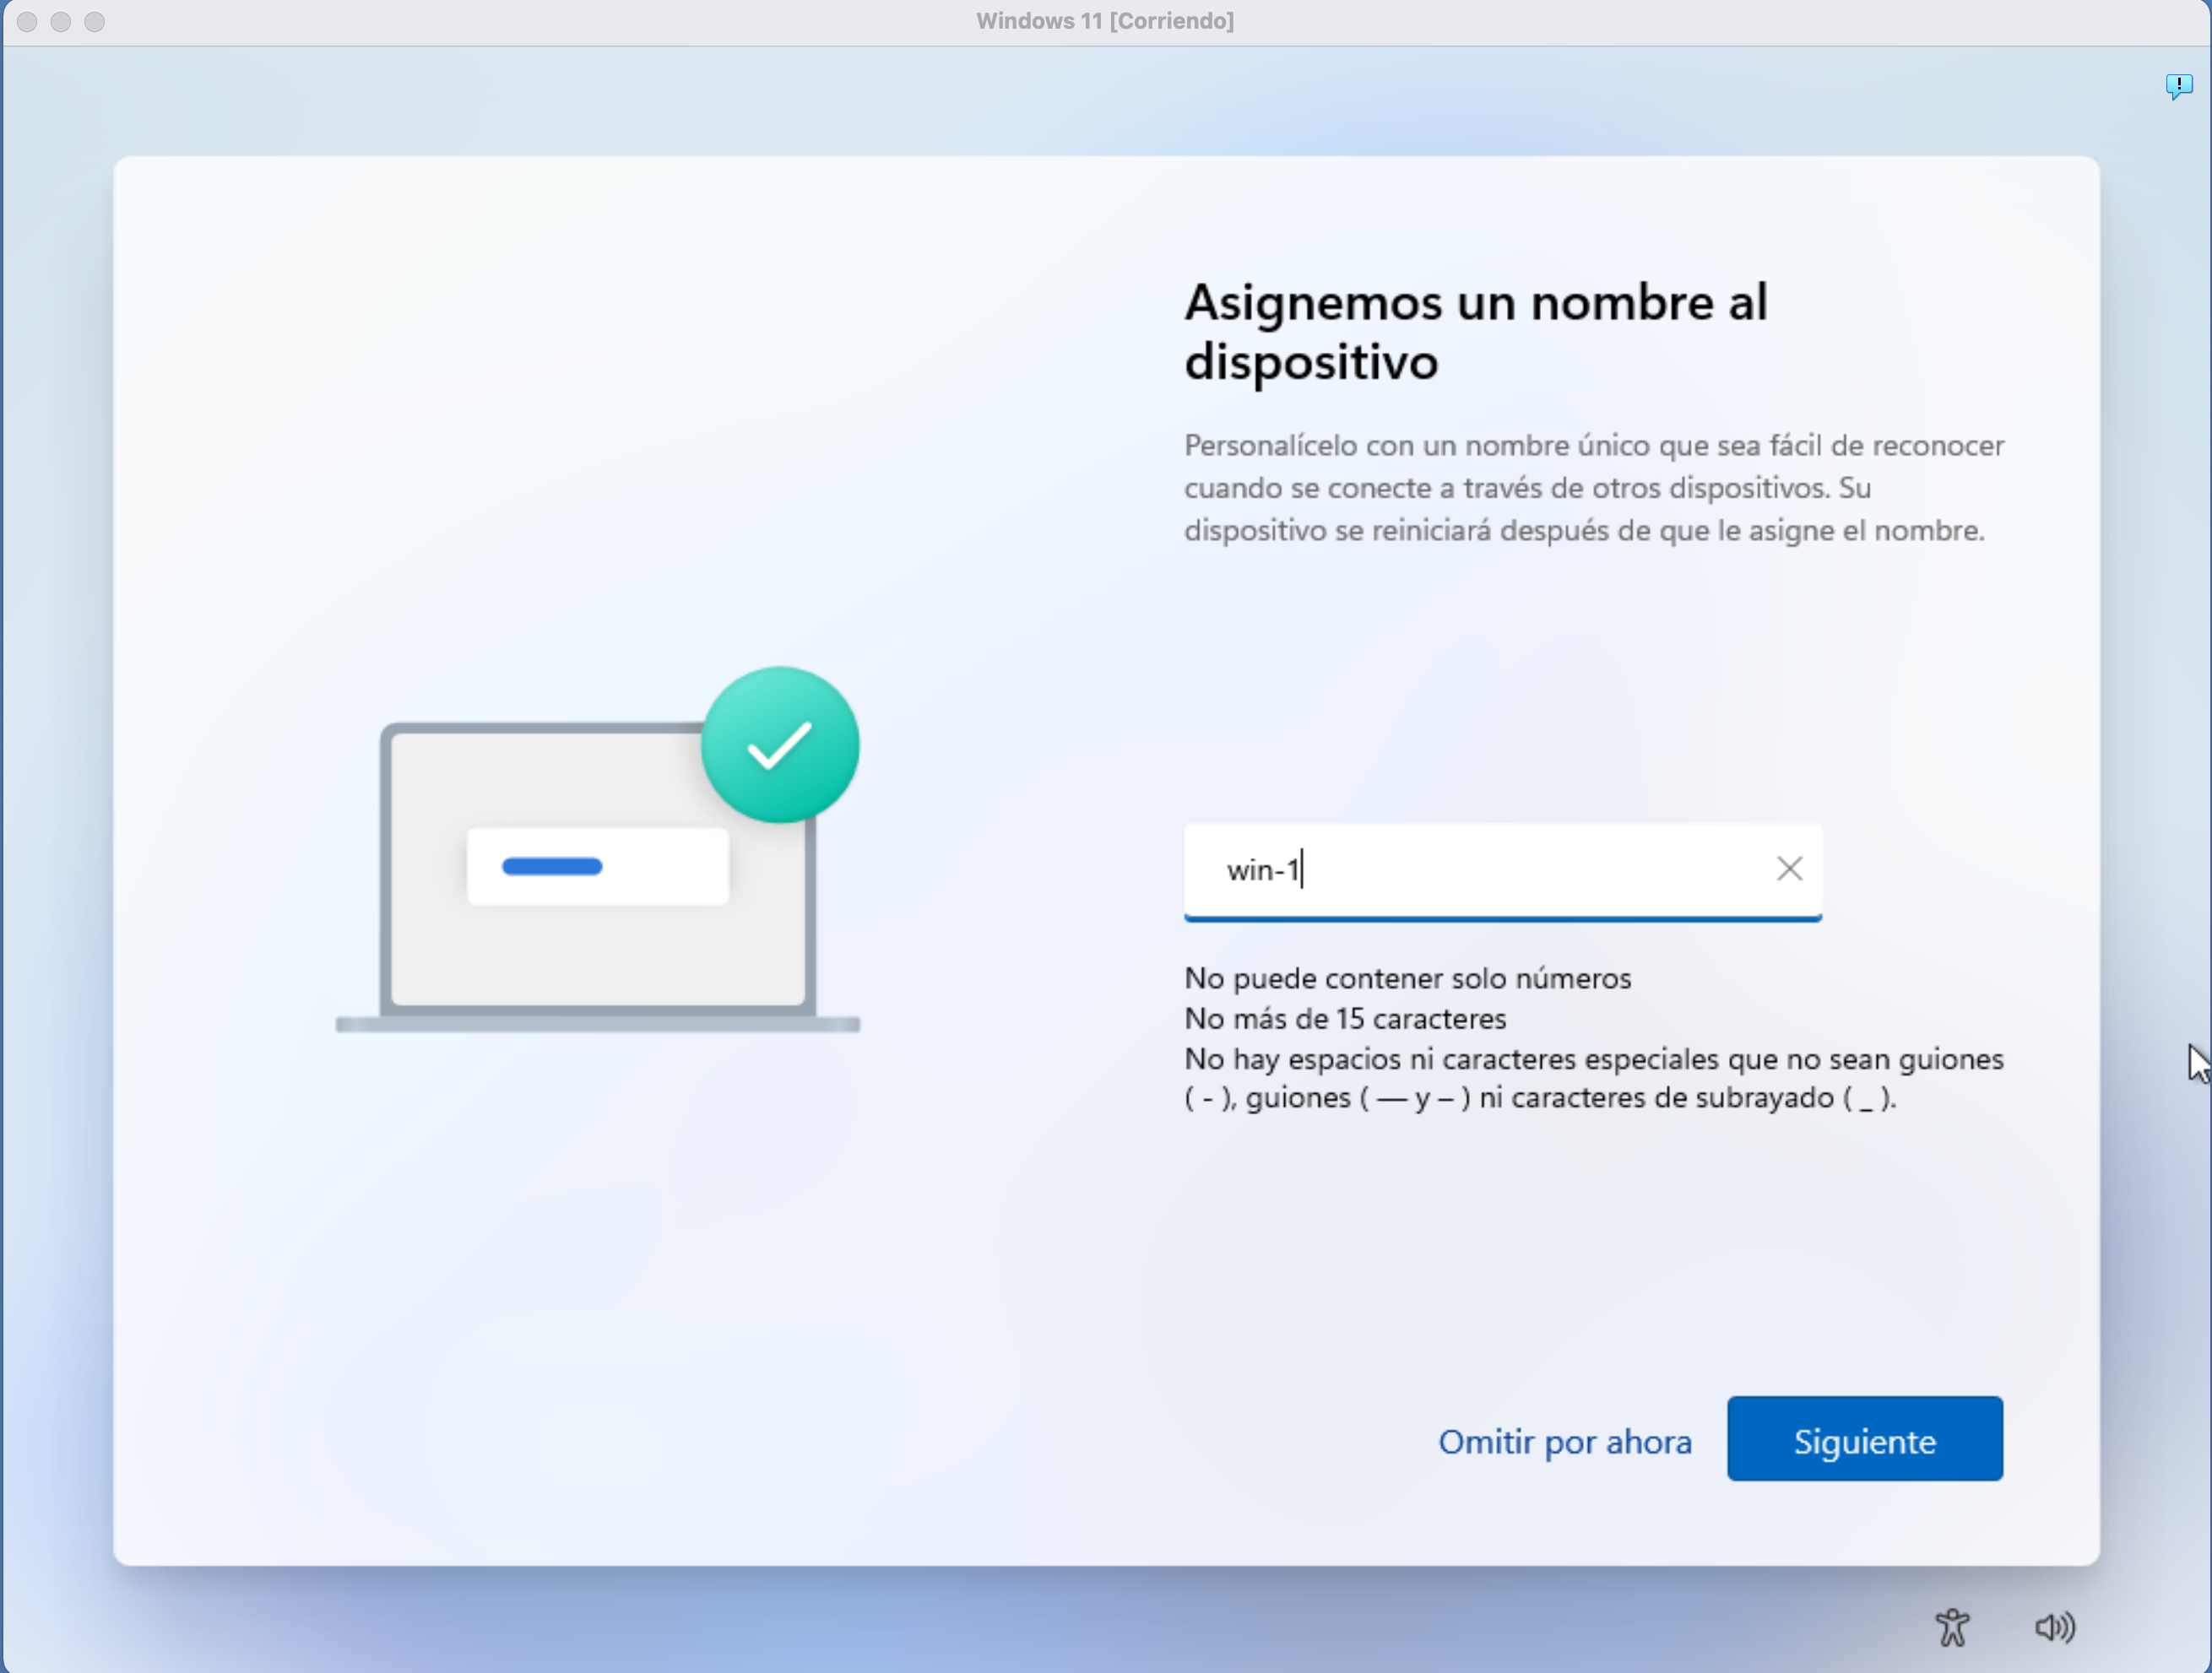 Windows 11 [Corriendo]
Asignemos un nombre al
dispositivo
Personalícelo con un nombre único que sea fácil de reconocer
cuando se conecte a través de otros dispositivos. Su
dispositivo se reiniciará después de que le asigne el nombre.
win-1
No puede contener solo números
No más de 15 caracteres
No hay espacios ni caracteres especiales que no sean guiones
( - ), guiones ( — y – ) ni caracteres de subrayado ( _ ).
Omitir por ahora
Siguiente